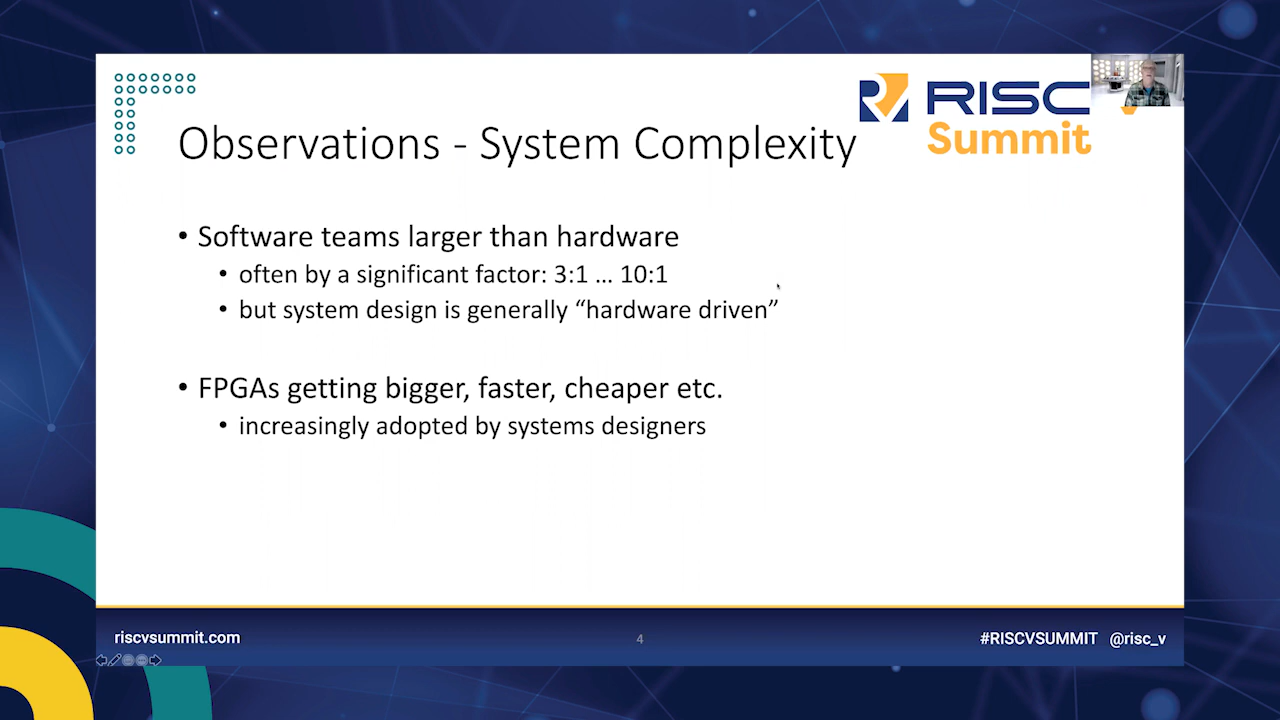 RISC
Summit
Observations - System Complexity
• Software teams larger than hardware
• often by a significant factor: 3:1 ... 10:1
• but system design is generally “hardware driven”
• FPGAs getting bigger, faster, cheaper etc.
• increasingly adopted by systems designers
riscvsummit.com
4
#RISCVSUMMIT @risc_v